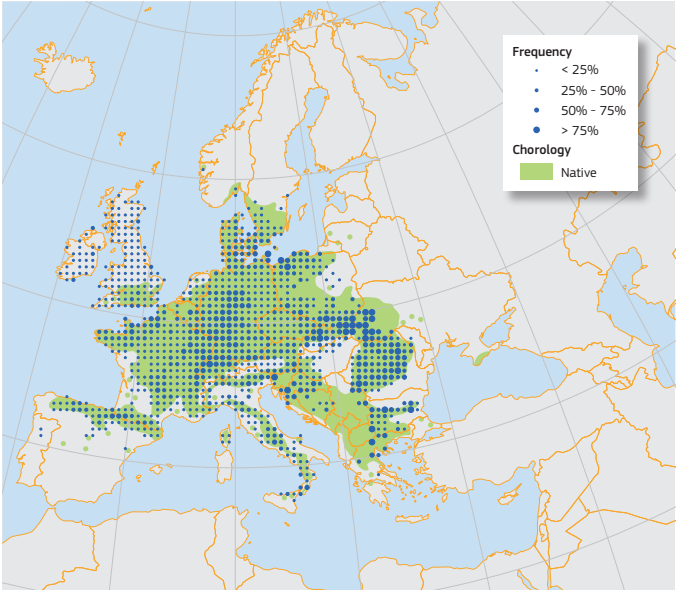 Frequency
< 25%
25% - 50%
50% - 75%
> 75%
Chorology
Native